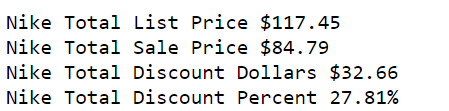 Nike Total List Price $117.45
Nike Total Sale Price $84.79
Nike Total Discount Dollars $32.66
Nike Total Discount Percent 27.81%